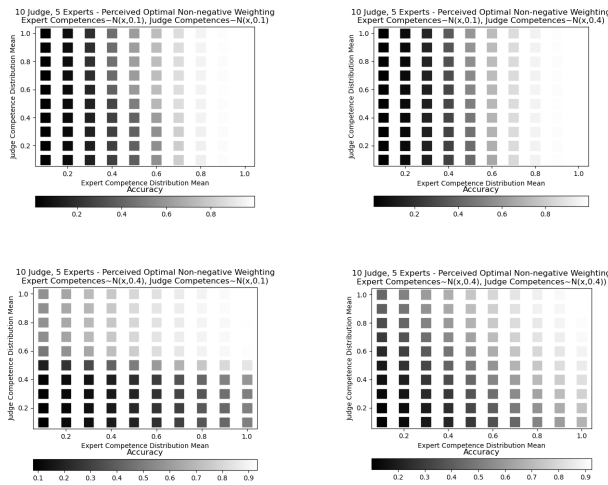 10 Judge, 5 Experts - Perceived Optimal Non-negative Weighting
Expert Competences~N(x,0.1), Judge Competences~N(x,0.1)
Judge Competence Distribution Mean
1.0
0.8
0.6
0.4
0.2
0.2 0.4 0.6 0.8 1.0
Expert Competence Distribution Mean
Accuracy
0.2 0.4 0.6 0.8
10 Judge, 5 Experts - Perceived Optimal Non-negative Weighting
Expert Competences~N(x,0.1), Judge Competences~N(x,0.4)
Judge Competence Distribution Mean
1.0
0.8
0.6
0.4
0.2
0.2 0.4 0.6 0.8 1.0
Expert Competence Distribution Mean
Accuracy
0.2 0.4 0.6 0.8
10 Judge, 5 Experts - Perceived Optimal Non-negative Weighting
Expert Competences~N(x,0.4), Judge Competences~N(x,0.1)
Judge Competence Distribution Mean
1.0
0.8
0.6
0.4
0.2
0.2 0.4 0.6 0.8 1.0
Expert Competence Distribution Mean
Accuracy
0.1 0.2 0.3 0.4 0.5 0.6 0.7 0.8 0.9
10 Judge, 5 Experts - Perceived Optimal Non-negative Weighting
Expert Competences~N(x,0.4), Judge Competences~N(x,0.4))
Judge Competence Distribution Mean
1.0
0.8
0.6
0.4
0.2
0.2 0.4 0.6 0.8 1.0
Expert Competence Distribution Mean
Accuracy
0.2 0.3 0.4 0.5 0.6 0.7 0.8 0.9